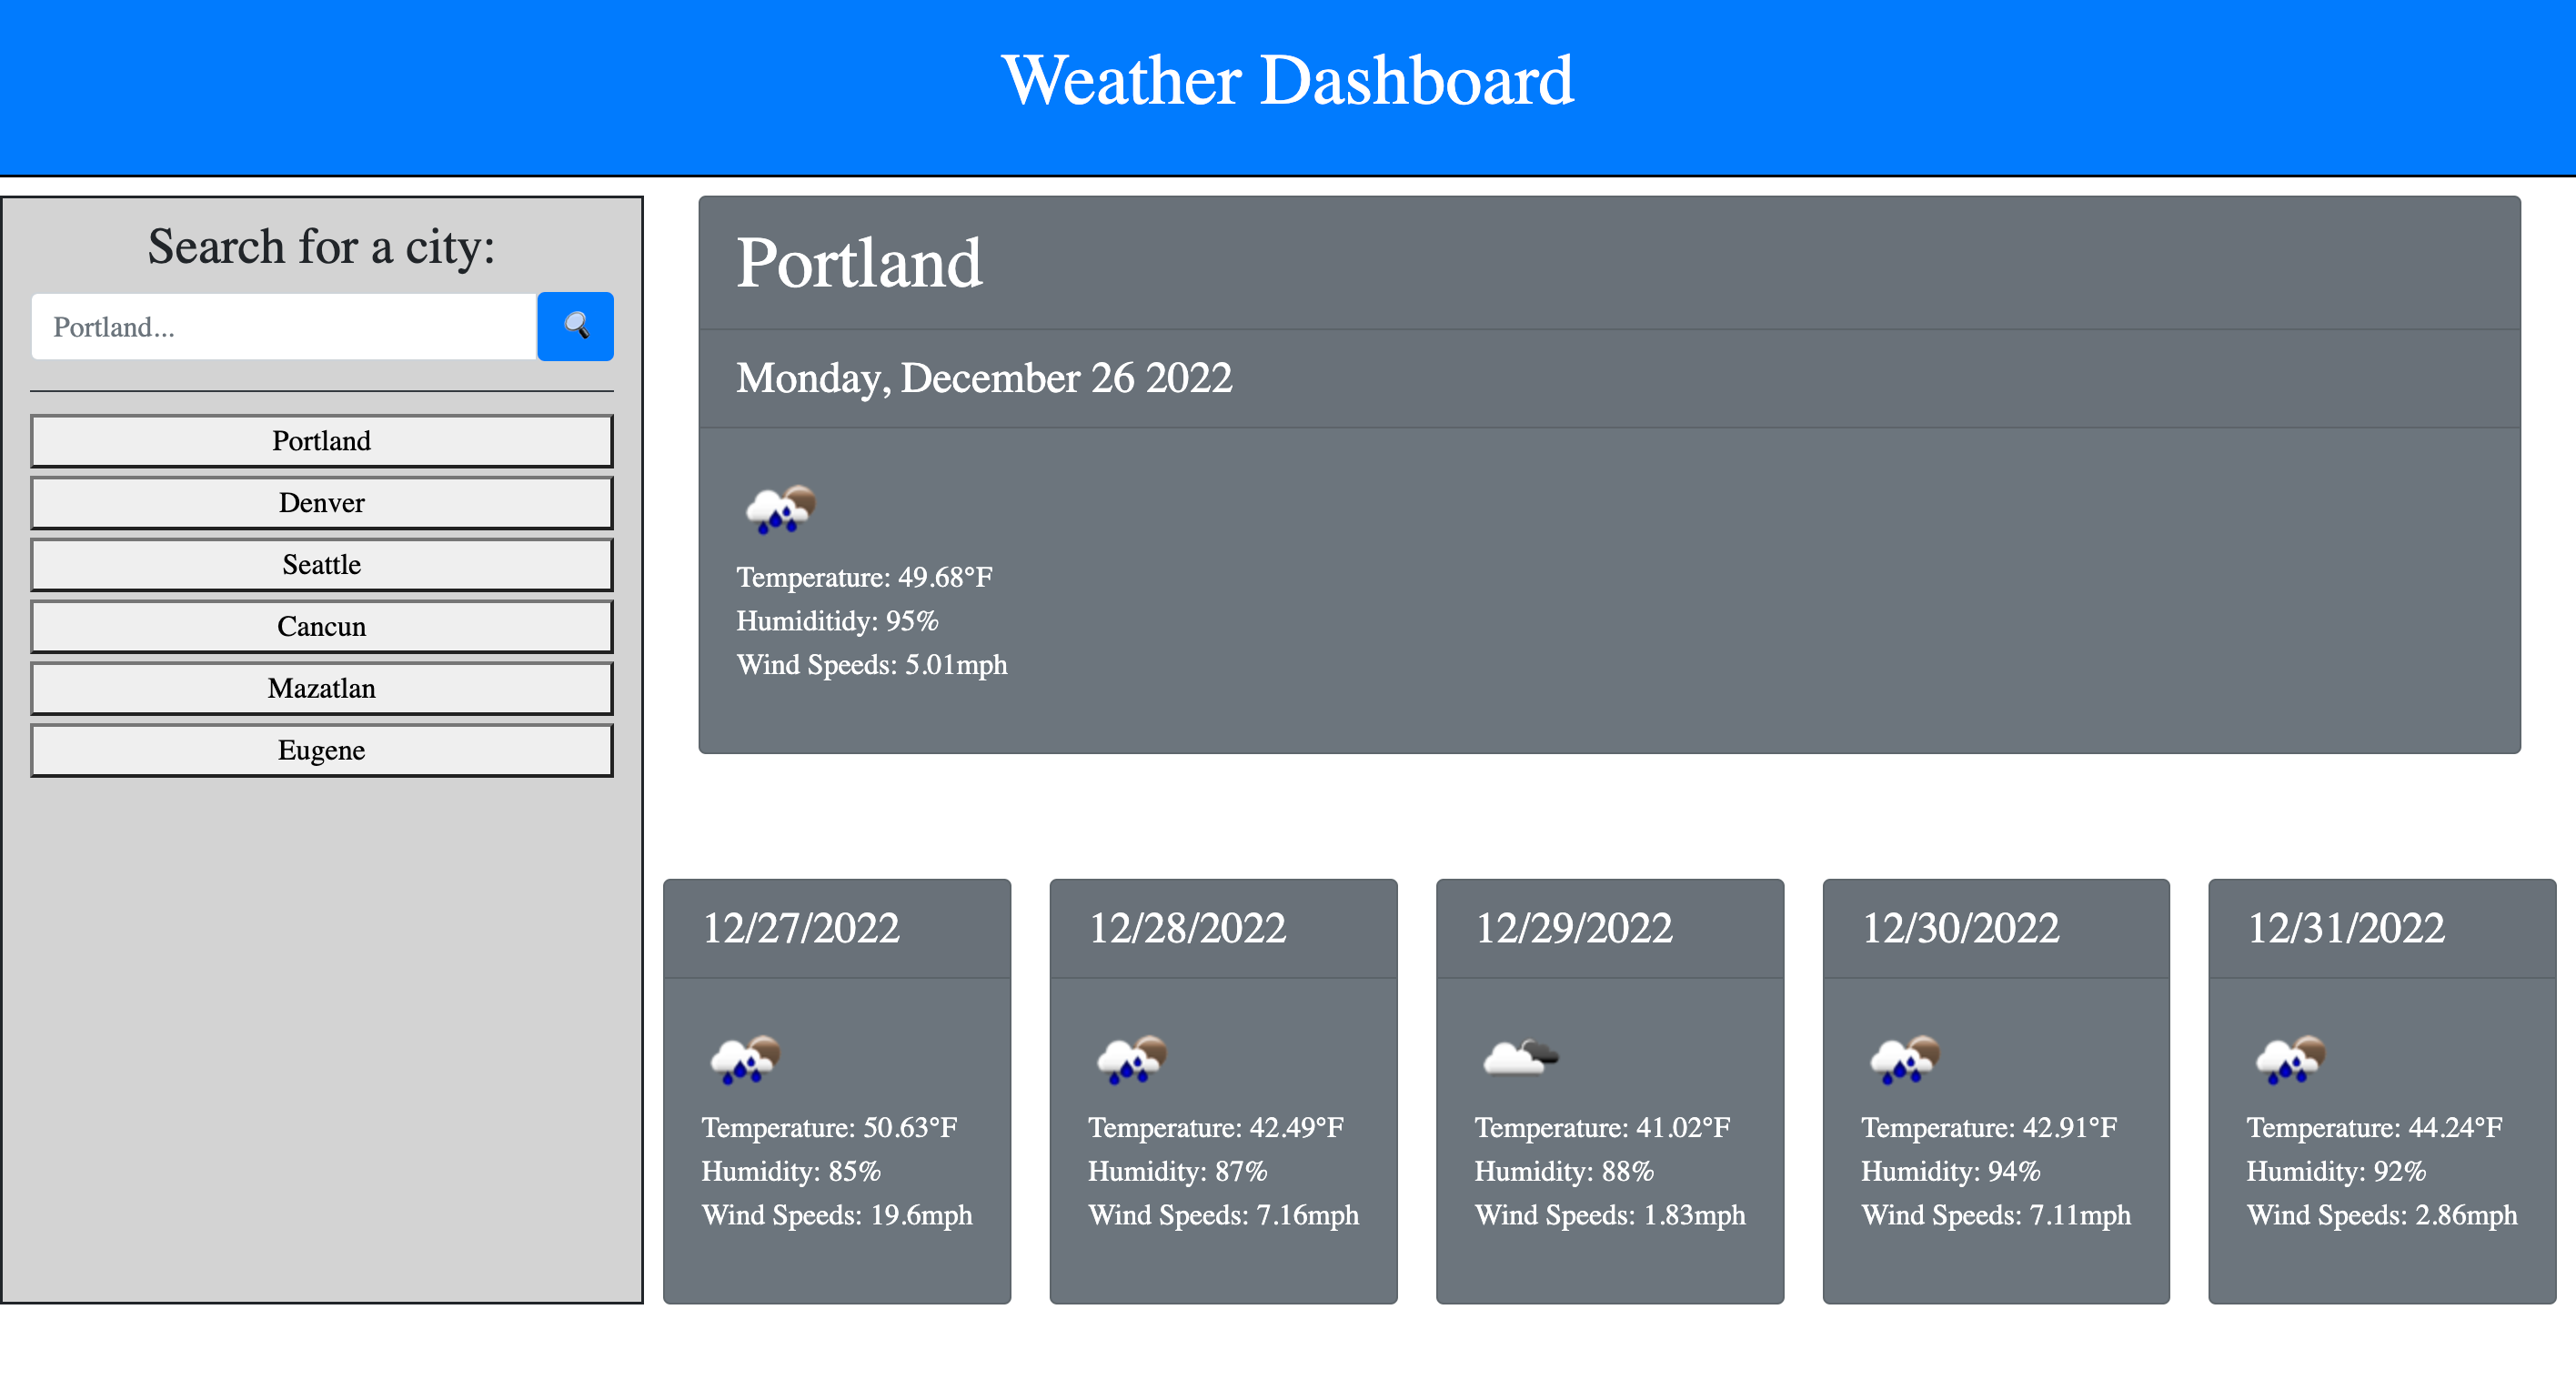 Weather Dashboard
Search for a city:
Portland...
Portland
Denver
Seattle
Cancun
Mazatlan
Eugene
Portland
Monday, December 26 2022
Temperature: 49.68°F
Humiditidy: 95%
Wind Speeds: 5.01mph
12/27/2022
Temperature: 50.63°F
Humidity: 85%
Wind Speeds: 19.6mph
12/28/2022
Temperature: 42.49°F
Humidity: 87%
Wind Speeds: 7.16mph
12/29/2022
Temperature: 41.02°F
Humidity: 88%
Wind Speeds: 1.83mph
12/30/2022
Temperature: 42.91°F
Humidity: 94%
Wind Speeds: 7.11mph
12/31/2022
Temperature: 44.24°F
Humidity: 92%
Wind Speeds: 2.86mph